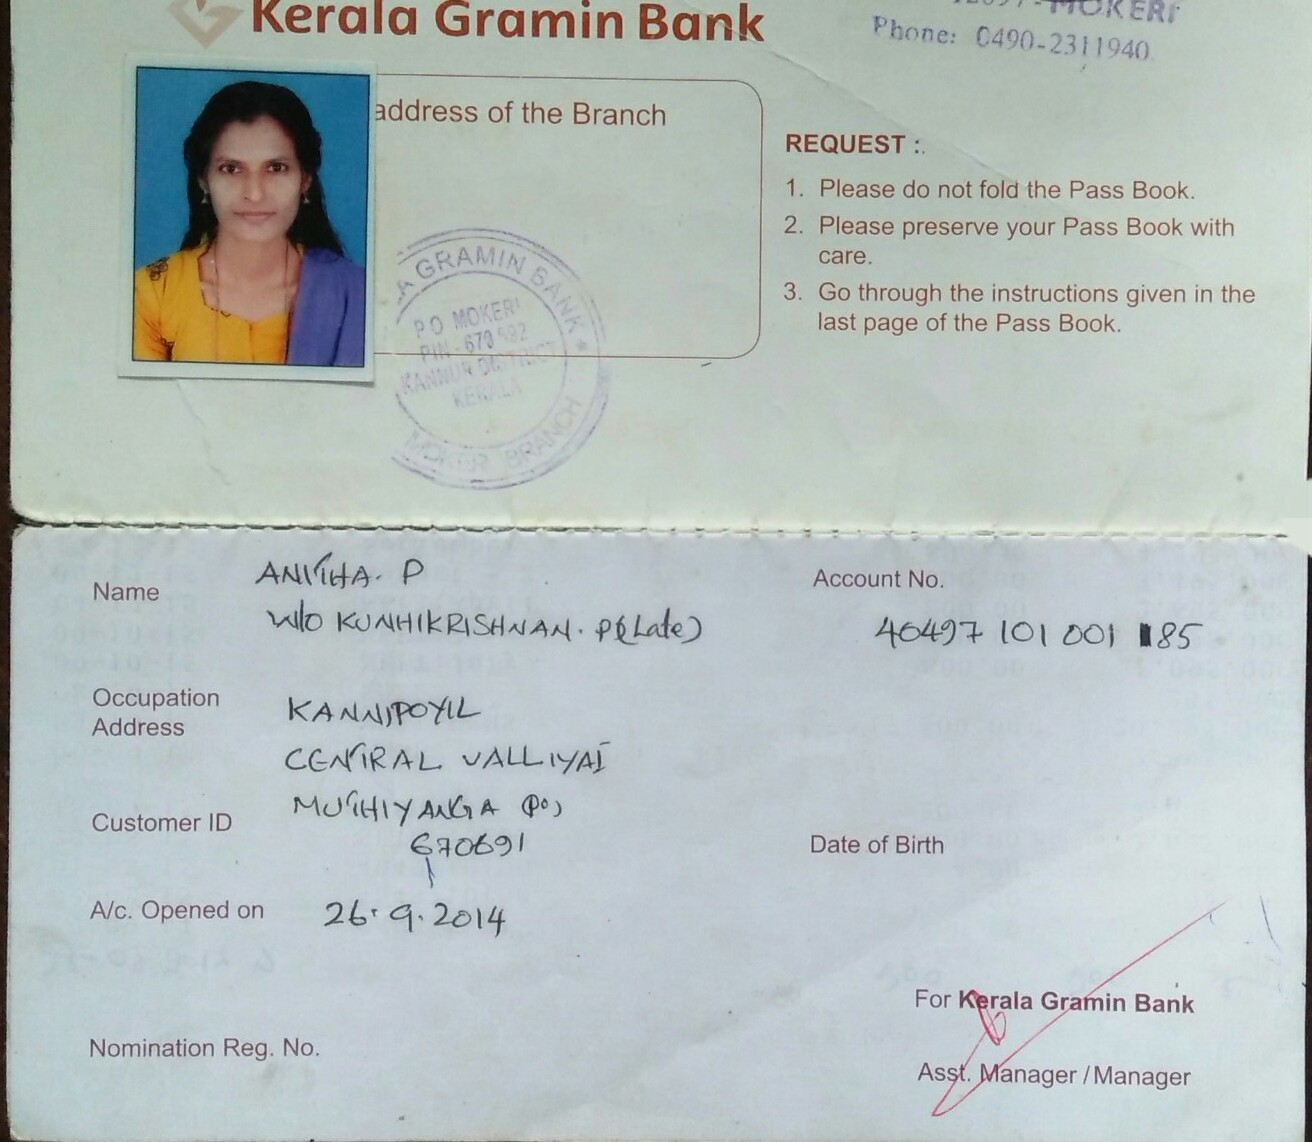 Kerala Gramin Bank
MOKERI
Phone: 0490-2311940
address of the Branch
REQUEST :
1. Please do not fold the Pass Book.
2. Please preserve your Pass Book with
care.
3. Go through the instructions given in the
last page of the Pass Book.
A GRAMIN BANK *
P O MOKERI
PIN - 670 692
KANNUR DISTRICT
KERALA
MOKERI BRANCH
Name
ANITHA. P
W/O KUNHIKRISHNAN. P (Late)
Account No.
40497 101 001 185
Occupation
Address
KANNIPOYIL
CENTRAL VALLIYAI
MUTHIYANGA (PO)
Customer ID
670691
Date of Birth
A/c. Opened on
26.9.2014
For Kerala Gramin Bank
Nomination Reg. No.
Asst. Manager / Manager